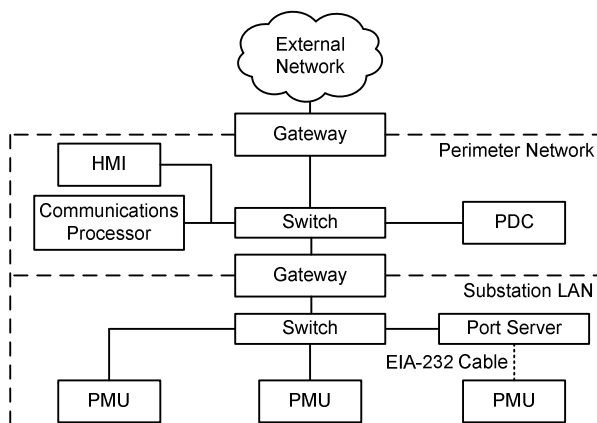 External
Network
Gateway
Perimeter Network
HMI
Communications
Processor
Switch
PDC
Gateway
Substation LAN
Switch
Port Server
EIA-232 Cable
PMU
PMU
PMU